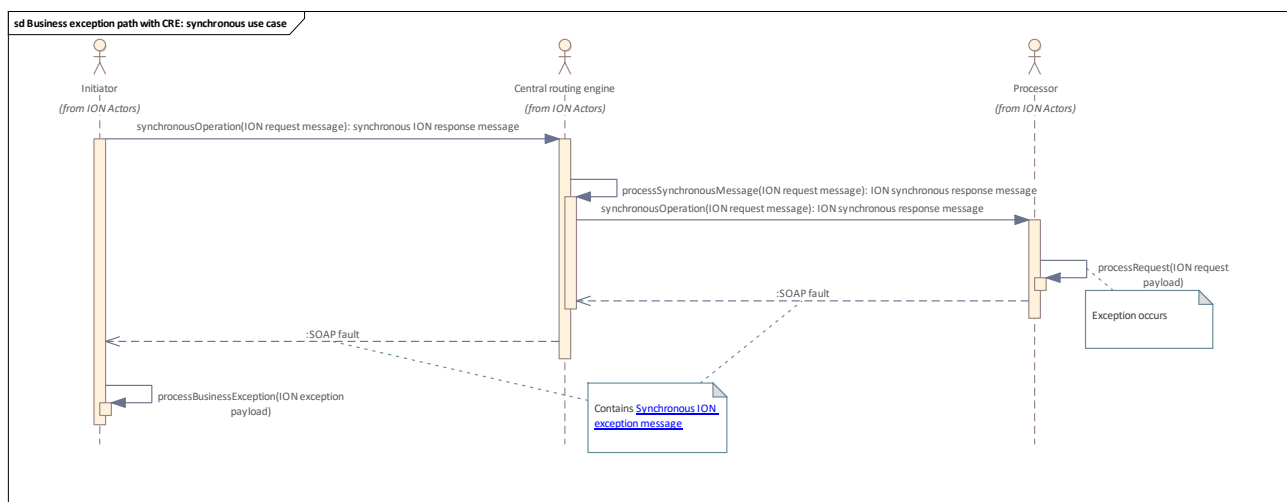 sd Business exception path with CRE: synchronous use case
Initiator
(from ION Actors)
Central routing engine
(from ION Actors)
Processor
(from ION Actors)
synchronousOperation(ION request message): synchronous ION response message
processSynchronousMessage(ION request message): ION synchronous response message
synchronousOperation(ION request message): ION synchronous response message
processRequest(ION request
payload)
:SOAP fault
Exception occurs
:SOAP fault
processBusinessException(ION exception
payload)
Contains Synchronous ION
exception message